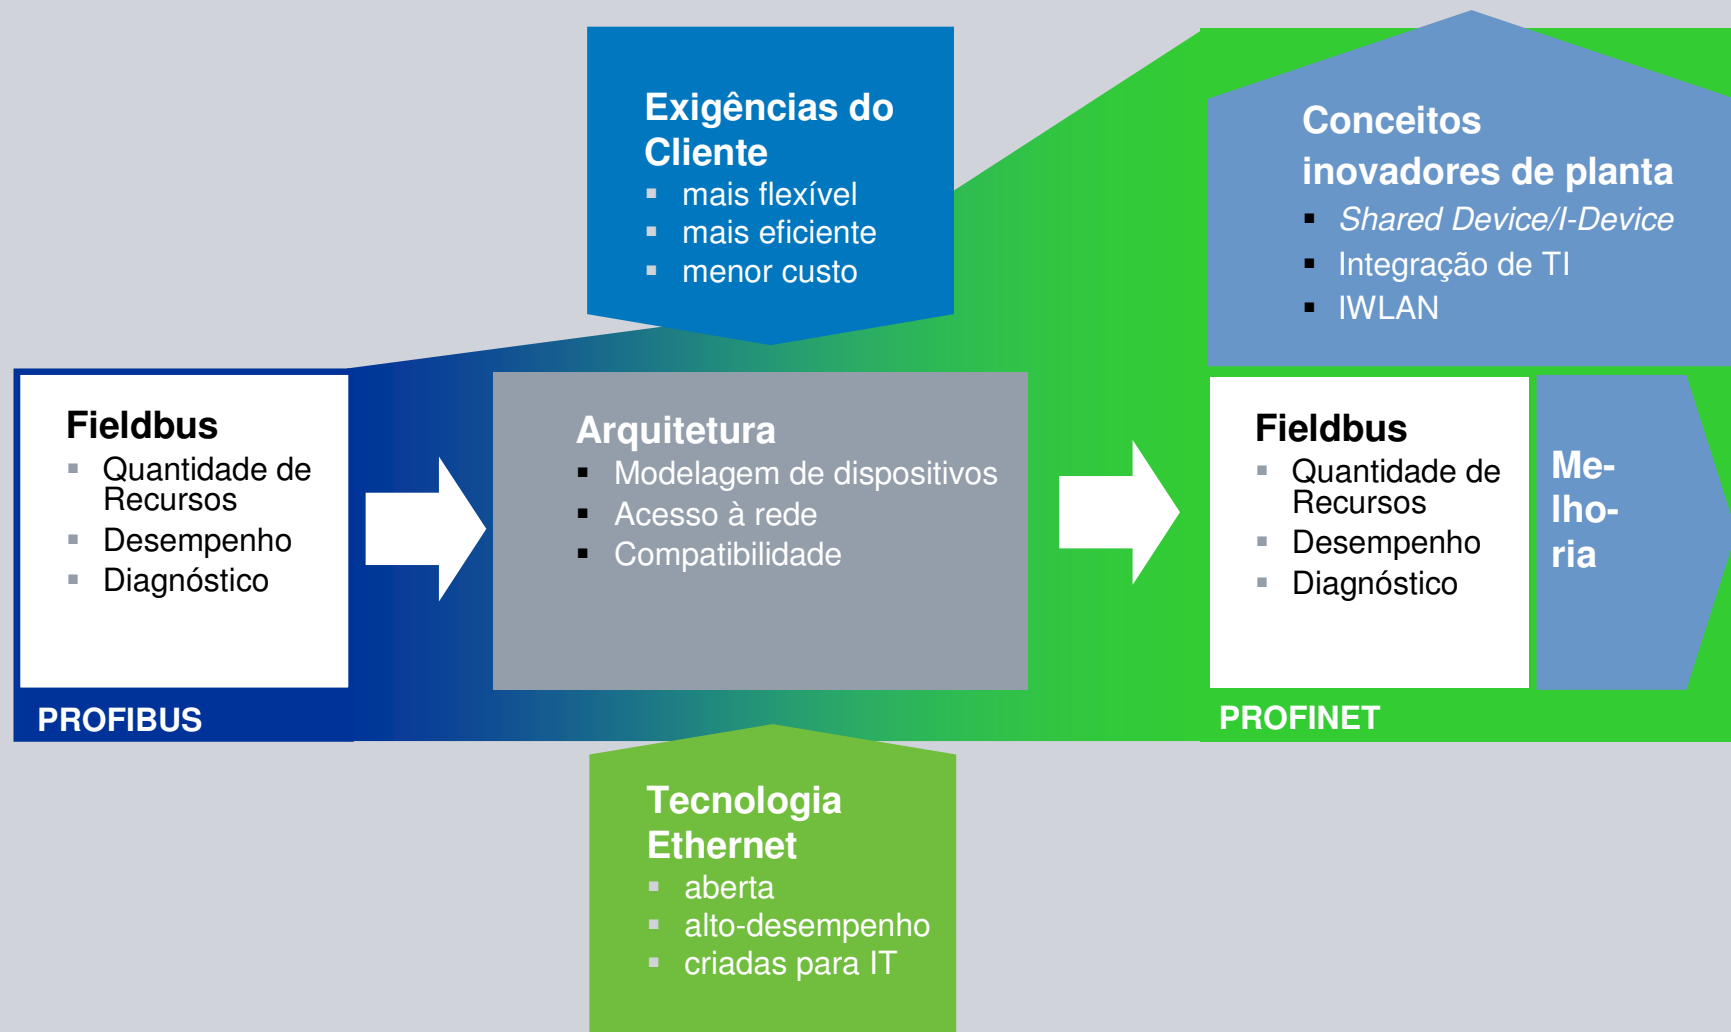 Exigências do
Cliente
▪ mais flexível
▪ mais eficiente
▪ menor custo
Conceitos
inovadores de planta
▪ Shared Device/I-Device
▪ Integração de TI
▪ IWLAN
Fieldbus
▪ Quantidade de
Recursos
▪ Desempenho
▪ Diagnóstico
PROFIBUS
Arquitetura
▪ Modelagem de dispositivos
▪ Acesso à rede
▪ Compatibilidade
Fieldbus
▪ Quantidade de
Recursos
▪ Desempenho
▪ Diagnóstico
Me-
lho-
ria
PROFINET
Tecnologia
Ethernet
▪ aberta
▪ alto-desempenho
▪ criadas para IT